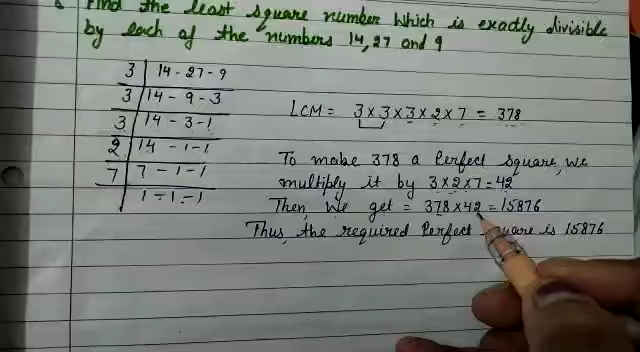 Find the least square number which is exactly divisible
by each of the numbers 14, 27 and 9
3 | 14 - 27 - 9
3 | 14 - 9 - 3
3 | 14 - 3 - 1
2 | 14 - 1 - 1
7 | 7 - 1 - 1
1 - 1 - 1
LCM = 3 × 3 × 3 × 2 × 7 = 378
To make 378 a Perfect square, we
multiply it by 3 × 2 × 7 = 42
Then, We get = 378 × 42 = 15876
Thus, the required Perfect square is 15876